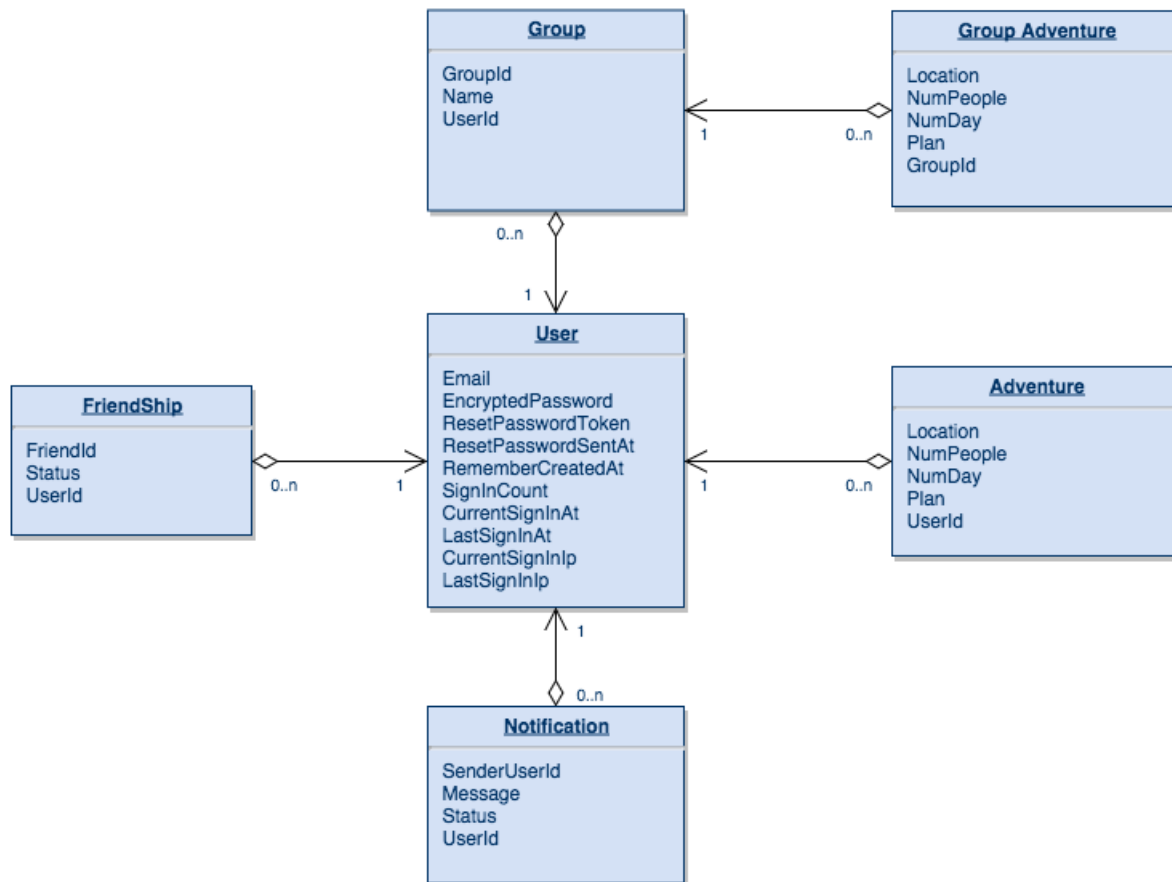 Group
GroupId
Name
UserId
Group Adventure
Location
NumPeople
NumDay
Plan
GroupId
1
0..n
0..n
1
User
Email
EncryptedPassword
ResetPasswordToken
ResetPasswordSentAt
RememberCreatedAt
SignInCount
CurrentSignInAt
LastSignInAt
CurrentSignInIp
LastSignInIp
FriendShip
FriendId
Status
UserId
0..n
1
Adventure
Location
NumPeople
NumDay
Plan
UserId
1
0..n
1
0..n
Notification
SenderUserId
Message
Status
UserId